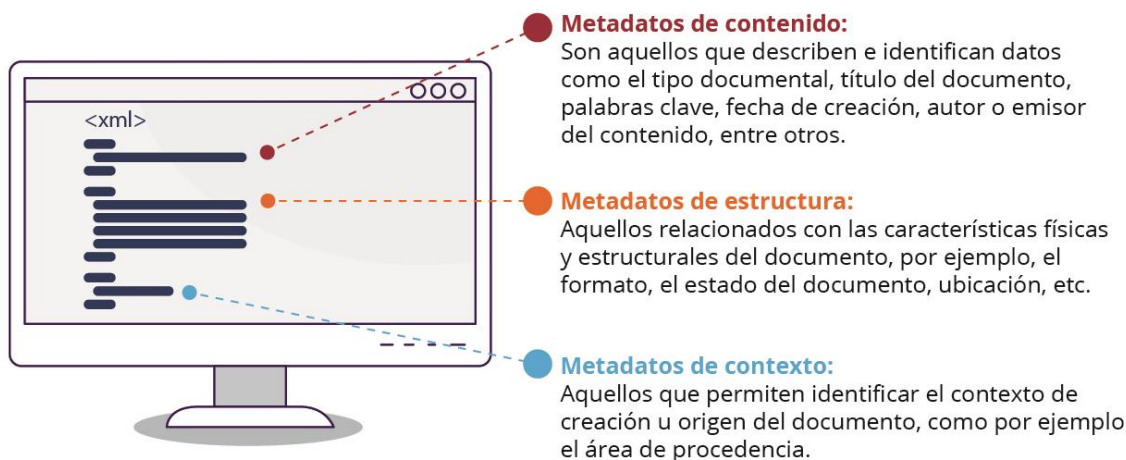 <xml>
Metadatos de contenido:
Son aquellos que describen e identifican datos
como el tipo documental, título del documento,
palabras clave, fecha de creación, autor o emisor
del contenido, entre otros.
Metadatos de estructura:
Aquellos relacionados con las características físicas
y estructurales del documento, por ejemplo, el
formato, el estado del documento, ubicación, etc.
Metadatos de contexto:
Aquellos que permiten identificar el contexto de
creación u origen del documento, como por ejemplo
el área de procedencia.